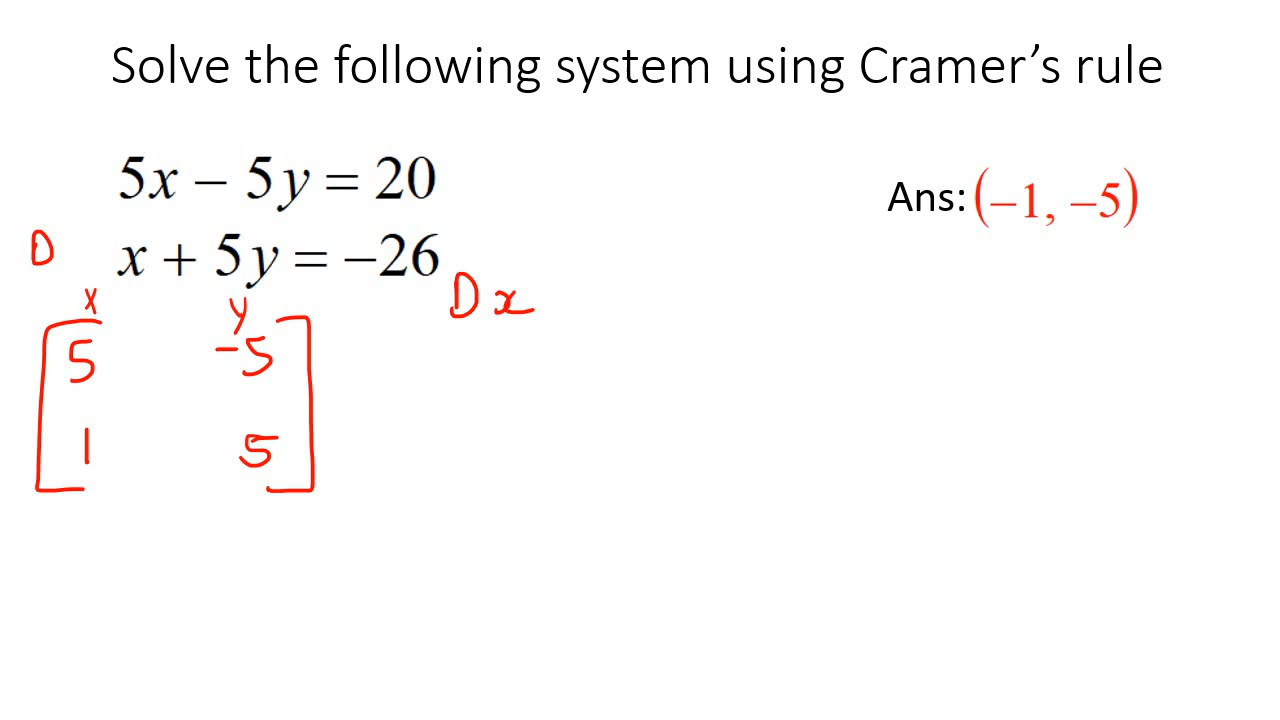 Solve the following system using Cramer’s rule
5x − 5y = 20
Ans: (−1, −5)
x + 5y = −26
D
Dx
x y
5 -5
1 5